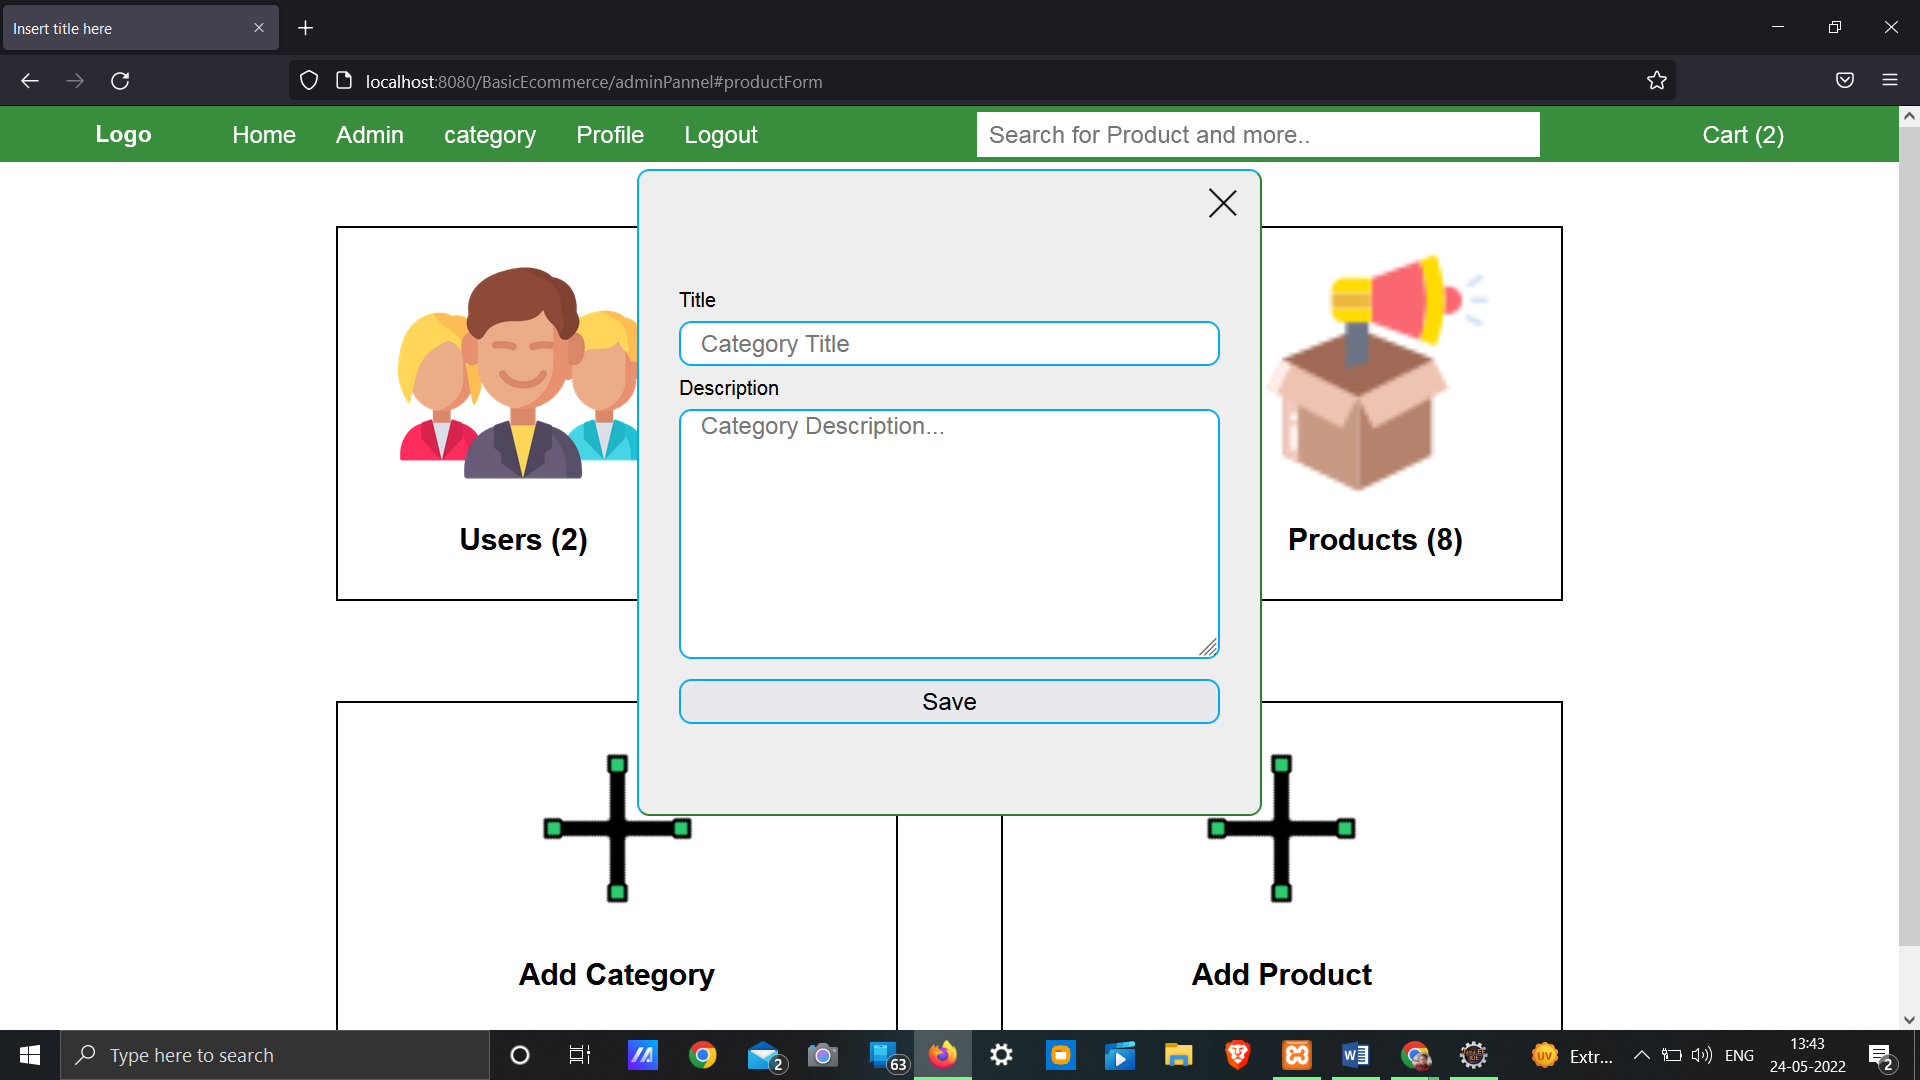 Insert title here
localhost:8080/BasicEcommerce/adminPannel#productForm
Logo Home Admin category Profile Logout Search for Product and more.. Cart (2)
Title
Category Title
Description
Category Description...
Users (2)
Products (8)
Save
Add Category
Add Product
Type here to search
2
63
UV Extr... ENG
13:43
24-05-2022
2